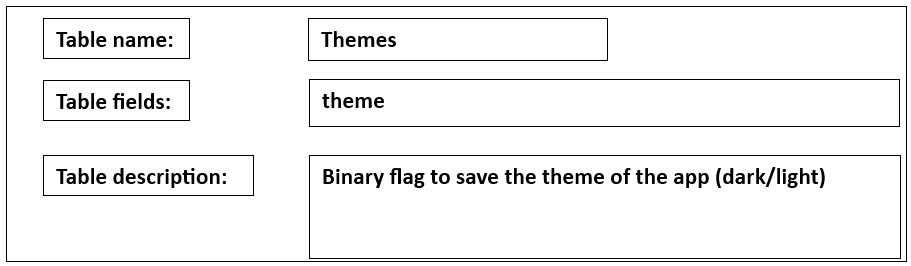 Table name: Themes
Table fields: theme
Table description: Binary flag to save the theme of the app (dark/light)